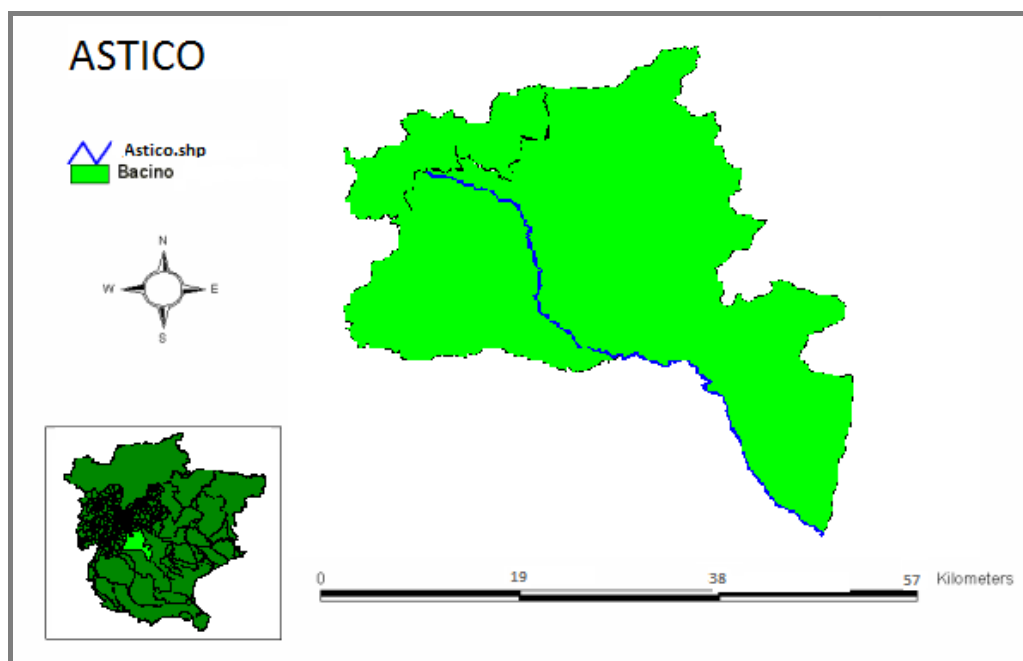 ASTICO
Astico.shp
Bacino
N
W E
S
0 19 38 57 Kilometers